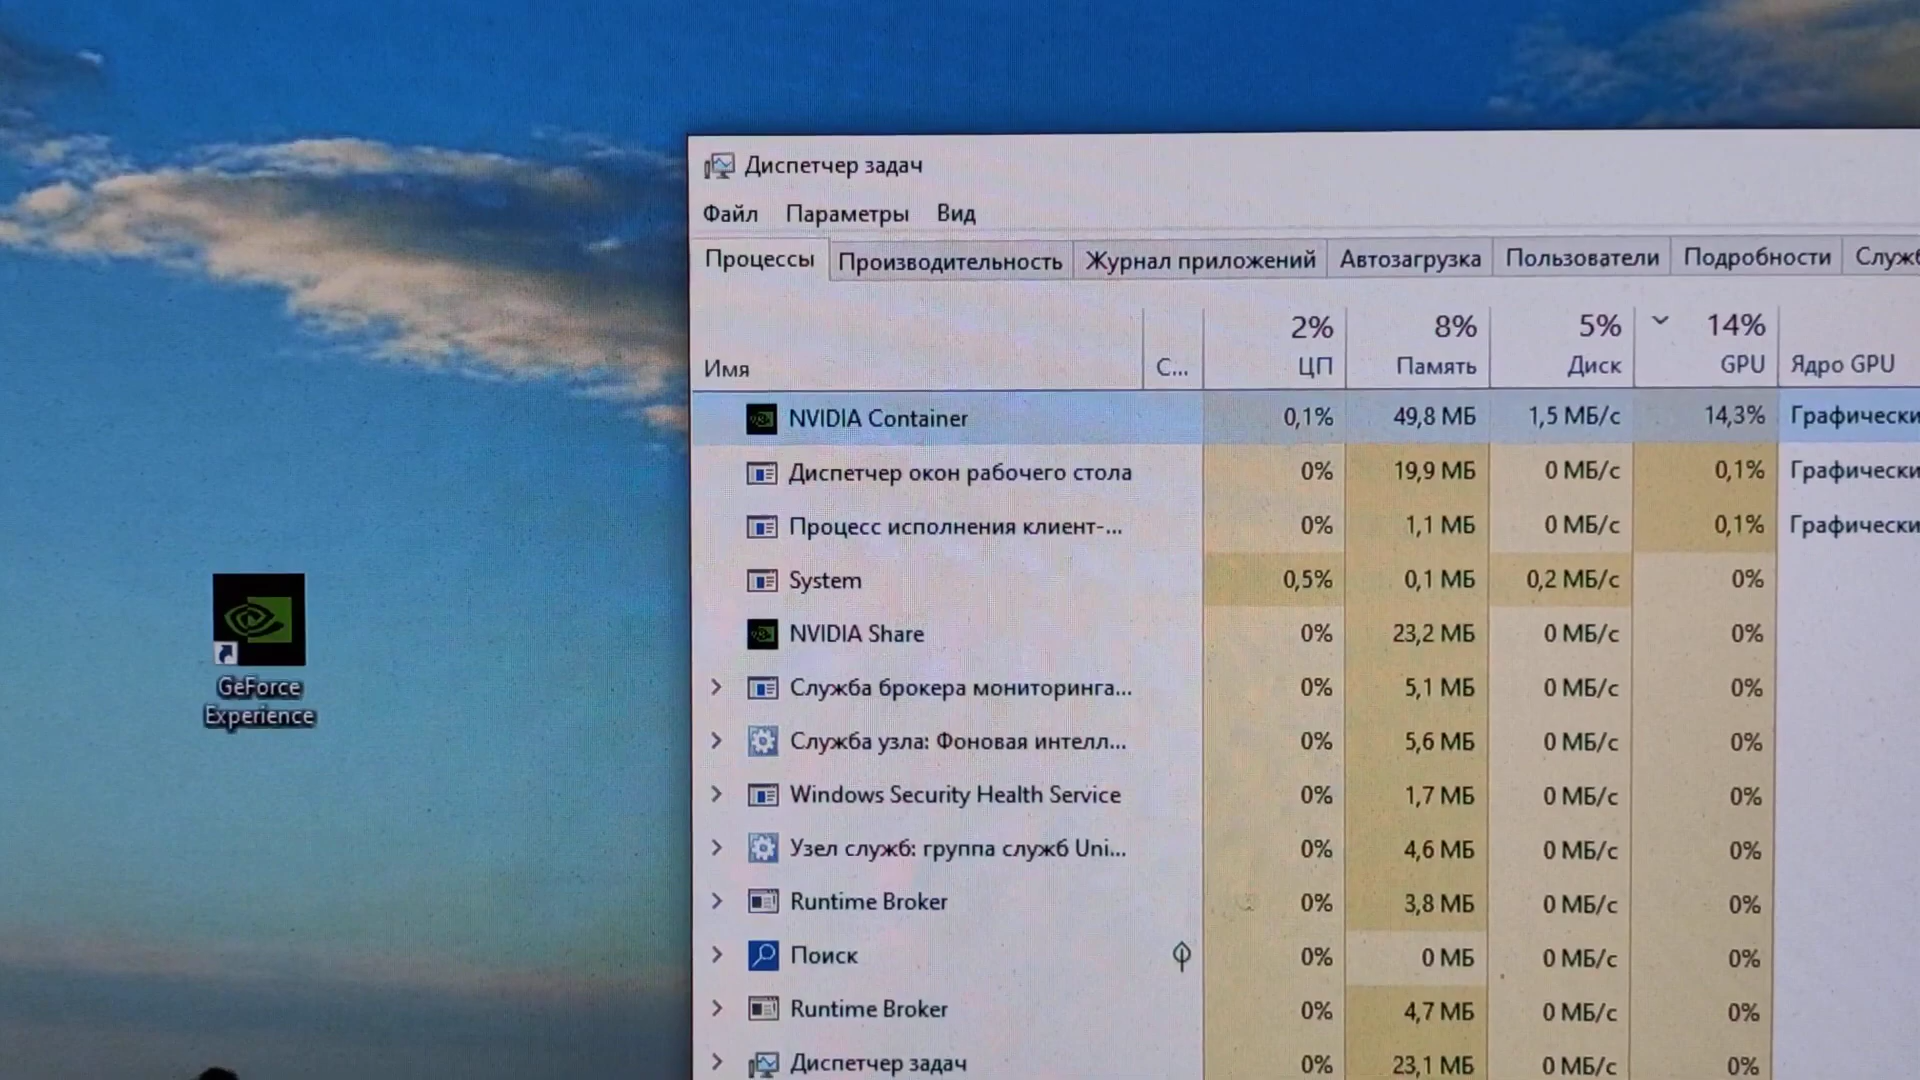 Диспетчер задач
Файл Параметры Вид
Процессы Производительность Журнал приложений Автозагрузка Пользователи Подробности Служб
2% 8% 5% 14%
Имя С... ЦП Память Диск GPU Ядро GPU
NVIDIA Container 0,1% 49,8 МБ 1,5 МБ/с 14,3% Графически
Диспетчер окон рабочего стола 0% 19,9 МБ 0 МБ/с 0,1% Графически
Процесс исполнения клиент-... 0% 1,1 МБ 0 МБ/с 0,1% Графически
System 0,5% 0,1 МБ 0,2 МБ/с 0%
NVIDIA Share 0% 23,2 МБ 0 МБ/с 0%
Служба брокера мониторинга... 0% 5,1 МБ 0 МБ/с 0%
Служба узла: Фоновая интелл... 0% 5,6 МБ 0 МБ/с 0%
Windows Security Health Service 0% 1,7 МБ 0 МБ/с 0%
Узел служб: группа служб Uni... 0% 4,6 МБ 0 МБ/с 0%
Runtime Broker 0% 3,8 МБ 0 МБ/с 0%
Поиск 0% 0 МБ 0 МБ/с 0%
Runtime Broker 0% 4,7 МБ 0 МБ/с 0%
Диспетчер задач 0% 23,1 МБ 0 МБ/с 0%
GeForce
Experience